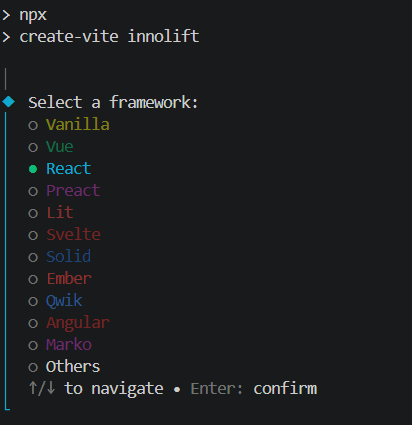 > npx
> create-vite innolift
◆ Select a framework:
○ Vanilla
○ Vue
● React
○ Preact
○ Lit
○ Svelte
○ Solid
○ Ember
○ Qwik
○ Angular
○ Marko
○ Others
↑/↓ to navigate • Enter: confirm